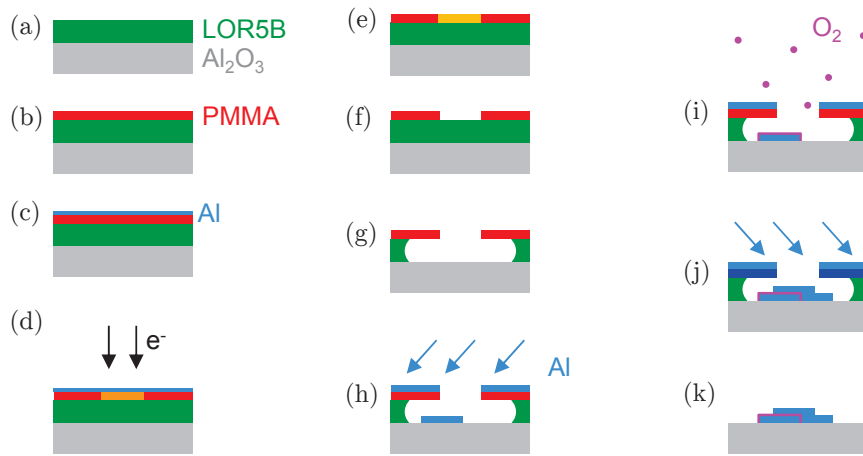 (a)
LOR5B
Al₂O₃
(b)
PMMA
(c)
Al
(d)
e⁻
(e)
(f)
(g)
(h)
Al
O₂
(i)
(j)
(k)